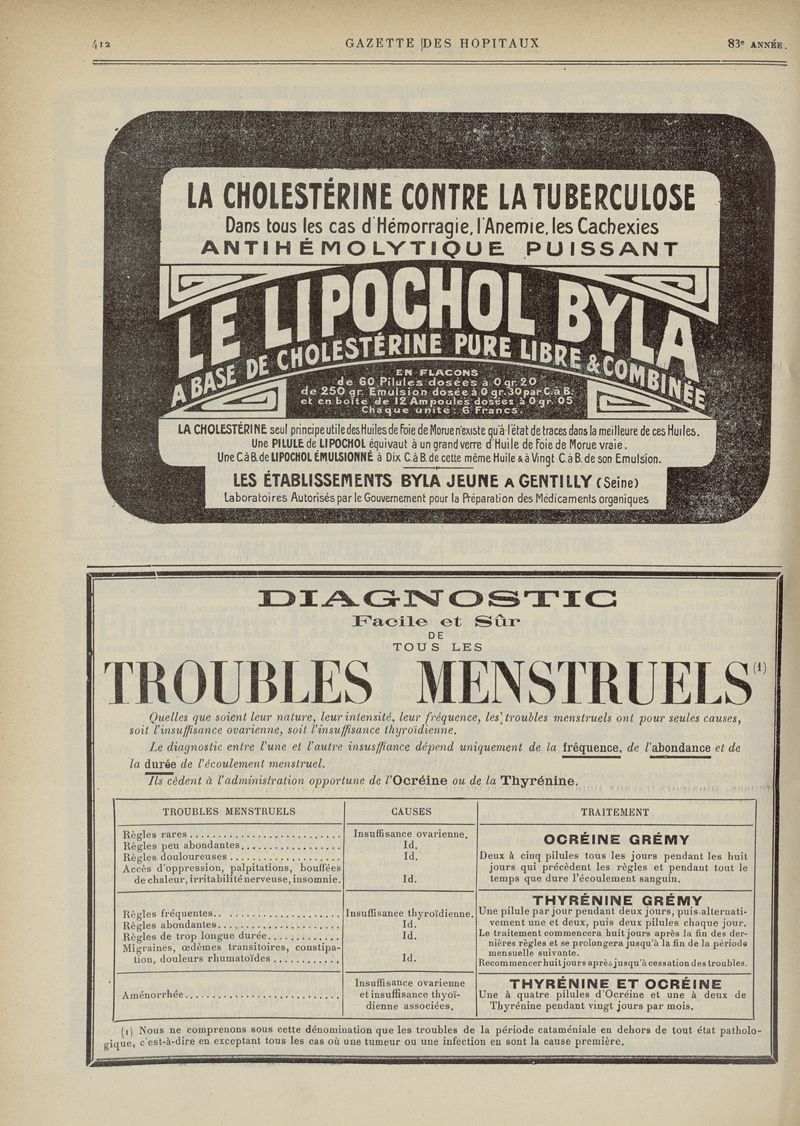 412
GAZETTE DES HOPITAUX
83e ANNÉE.
LA CHOLESTÉRINE CONTRE LA TUBERCULOSE
Dans tous les cas d'Hémorragie, l'Anemie, les Cachexies
ANTIHÉMOLYTIQUE PUISSANT
LE LIPOCHOL BYLA
A BASE DE CHOLESTÉRINE PURE LIBRE & COMBINÉE
EN FLACONS
de 60 Pilules dosées à 0 gr. 20
de 250 gr. Emulsion dosée à 0 gr. 30 par C.à B.
et en boîte de 12 Ampoules dosées à 0 gr. 05
Chaque unité : 6 Francs.
LA CHOLESTÉRINE seul principe utile des Huiles de Foie de Morue n'existe qu'à l'état de traces dans la meilleure de ces Huiles.
Une PILULE de LIPOCHOL équivaut à un grand verre d'Huile de Foie de Morue vraie.
Une C.à B. de LIPOCHOL ÉMULSIONNÉ à Dix C.à B. de cette même Huile & à Vingt C.à B. de son Emulsion.
LES ÉTABLISSEMENTS BYLA JEUNE A GENTILLY (Seine)
Laboratoires Autorisés par le Gouvernement pour la Préparation des Médicaments organiques
DIAGNOSTIC
Facile et Sûr
DE
TOUS LES
TROUBLES MENSTRUELS(1)
Quelles que soient leur nature, leur intensité, leur fréquence, les troubles menstruels ont pour seules causes,
soit l'insuffisance ovarienne, soit l'insuffisance thyroïdienne.
Le diagnostic entre l'une et l'autre insusffiance dépend uniquement de la fréquence, de l'abondance et de
la durée de l'écoulement menstruel.
Ils cèdent à l'administration opportune de l'Ocréine ou de la Thyrénine.
TROUBLES MENSTRUELS
CAUSES
TRAITEMENT
Règles rares
Insuffisance ovarienne.
Règles peu abondantes
Id.
Règles douloureuses
Id.
Accès d'oppression, palpitations, bouffées
de chaleur, irritabilité nerveuse, insomnie.
Id.
OCRÉINE GRÉMY
Deux à cinq pilules tous les jours pendant les huit
jours qui précèdent les règles et pendant tout le
temps que dure l'écoulement sanguin.
Règles fréquentes
Insuffisance thyroïdienne.
Règles abondantes
Id.
Règles de trop longue durée
Id.
Migraines, œdèmes transitoires, constipa-
tion, douleurs rhumatoïdes
Id.
THYRÉNINE GRÉMY
Une pilule par jour pendant deux jours, puis alternati-
vement une et deux, puis deux pilules chaque jour.
Le traitement commencera huit jours après la fin des der-
nières règles et se prolongera jusqu'à la fin de la période
mensuelle suivante.
Recommencer huit jours après jusqu'à cessation des troubles.
Aménorrhée
Insuffisance ovarienne
et insuffisance thyoï-
dienne associées.
THYRÉNINE ET OCRÉINE
Une à quatre pilules d'Ocréine et une à deux de
Thyrénine pendant vingt jours par mois.
(1) Nous ne comprenons sous cette dénomination que les troubles de la période cataméniale en dehors de tout état patholo-
gique, c'est-à-dire en exceptant tous les cas où une tumeur ou une infection en sont la cause première.